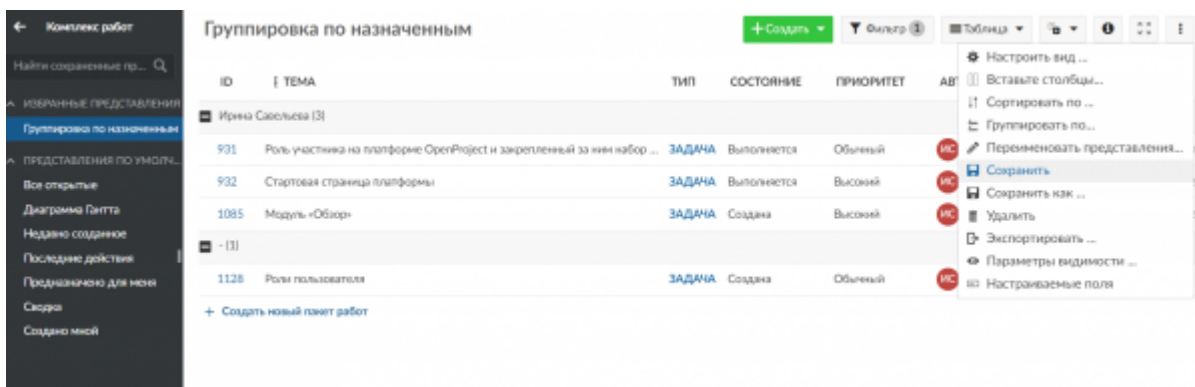 Комплекс работ
Группировка по назначенным
Создать
Фильтр 1
Таблица
Найти сохраненные пр...
ИЗБРАННЫЕ ПРЕДСТАВЛЕНИЯ
Группировка по назначенным
ПРЕДСТАВЛЕНИЯ ПО УМОЛЧ...
Все открытые
Диаграмма Гантта
Недавно созданное
Последние действия
Предназначено для меня
Сводка
Создано мной
ID ТЕМА ТИП СОСТОЯНИЕ ПРИОРИТЕТ АВТ
Ирина Савельева (3)
931 Роль участника на платформе OpenProject и закрепленный за ним набор ... ЗАДАЧА Выполняется Обычный ИС
932 Стартовая страница платформы ЗАДАЧА Выполняется Высокий ИС
1085 Модуль «Обзор» ЗАДАЧА Создана Высокий ИС
- (1)
1128 Роли пользователя ЗАДАЧА Создана Обычный ИС
+ Создать новый пакет работ
Настроить вид ...
Вставьте столбцы...
Сортировать по ...
Группировать по...
Переименовать представления...
Сохранить
Сохранить как ...
Удалить
Экспортировать ...
Параметры видимости ...
Настраиваемые поля